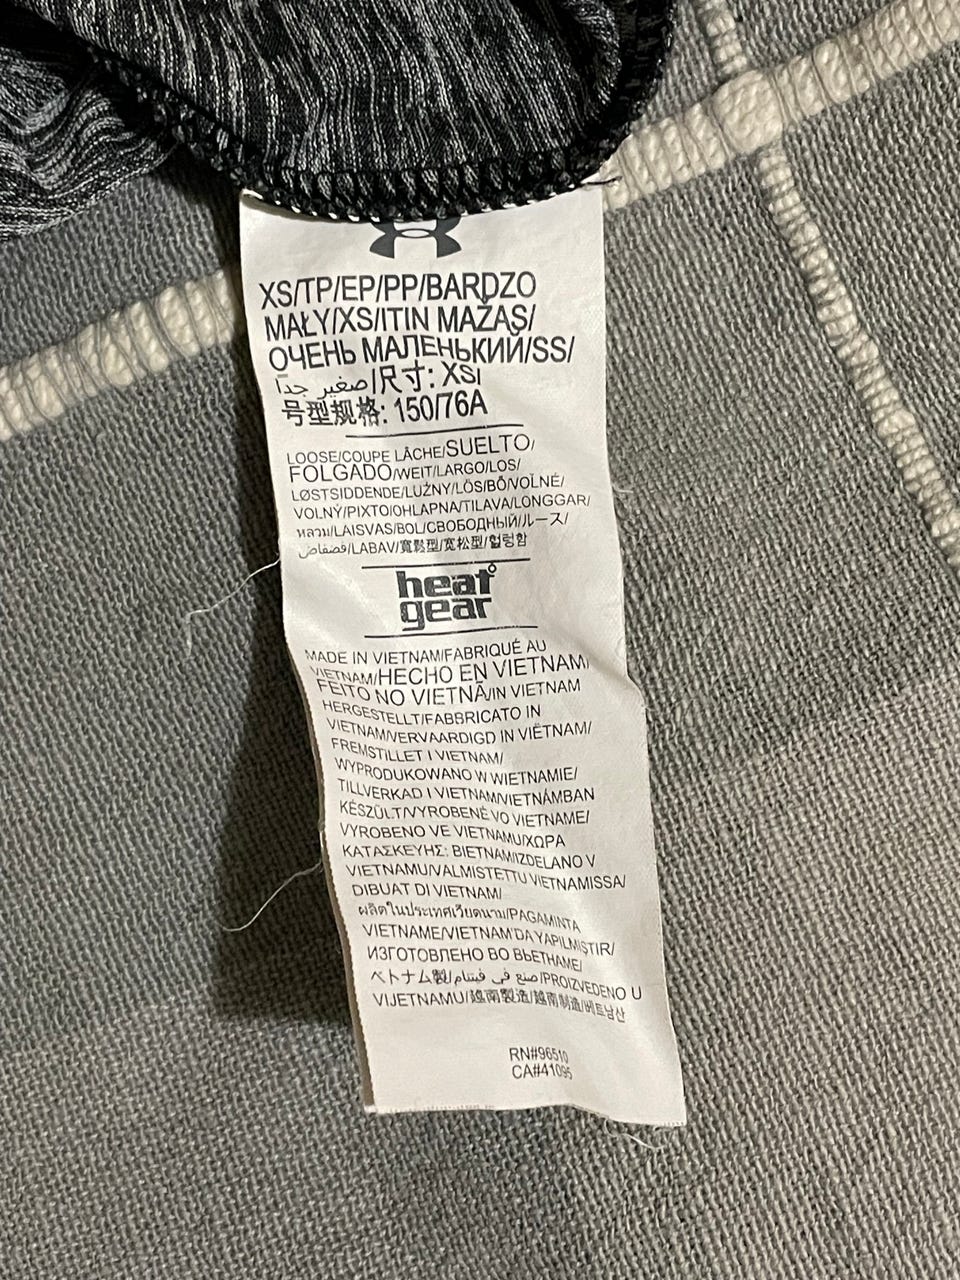 XS/TP/EP/PP/BARDZO
MAŁY/XS/ITIN MAŽAS/
ОЧЕНЬ МАЛЕНЬКИЙ/SS/
صغير جداً/尺寸: XS/
号型规格: 150/76A
LOOSE/COUPE LÂCHE/SUELTO/
FOLGADO/WEIT/LARGO/LOS/
LØSTSIDDENDE/LUŹNY/LÖS/BŐ/VOĽNÉ/
VOLNÝ/PIXTO/OHLAPNA/TILAVA/LONGGAR/
หลวม/LAISVAS/BOL/СВОБОДНЫЙ/ルース/
فضفاض/LABAV/寬鬆型/宽松型/헐렁함
heat
gear
MADE IN VIETNAM/FABRIQUÉ AU
VIETNAM/HECHO EN VIETNAM/
FEITO NO VIETNÃ/IN VIETNAM
HERGESTELLT/FABBRICATO IN
VIETNAM/VERVAARDIGD IN VIËTNAM/
FREMSTILLET I VIETNAM/
WYPRODUKOWANO W WIETNAMIE/
TILLVERKAD I VIETNAM/VIETNÁMBAN
KÉSZÜLT/VYROBENÉ VO VIETNAME/
VYROBENO VE VIETNAMU/ΧΩΡΑ
ΚΑΤΑΣΚΕΥΗΣ: ΒΙΕΤΝΑΜ/IZDELANO V
VIETNAMU/VALMISTETTU VIETNAMISSA/
DIBUAT DI VIETNAM/
ผลิตในประเทศเวียดนาม/PAGAMINTA
VIETNAME/VIETNAM'DA YAPILMIŞTIR/
ИЗГОТОВЛЕНО ВО ВЬЕТНАМЕ/
ベトナム製/صنع في فيتنام/PROIZVEDENO U
VIJETNAMU/越南製造/越南制造/베트남산
RN#96510
CA#41095